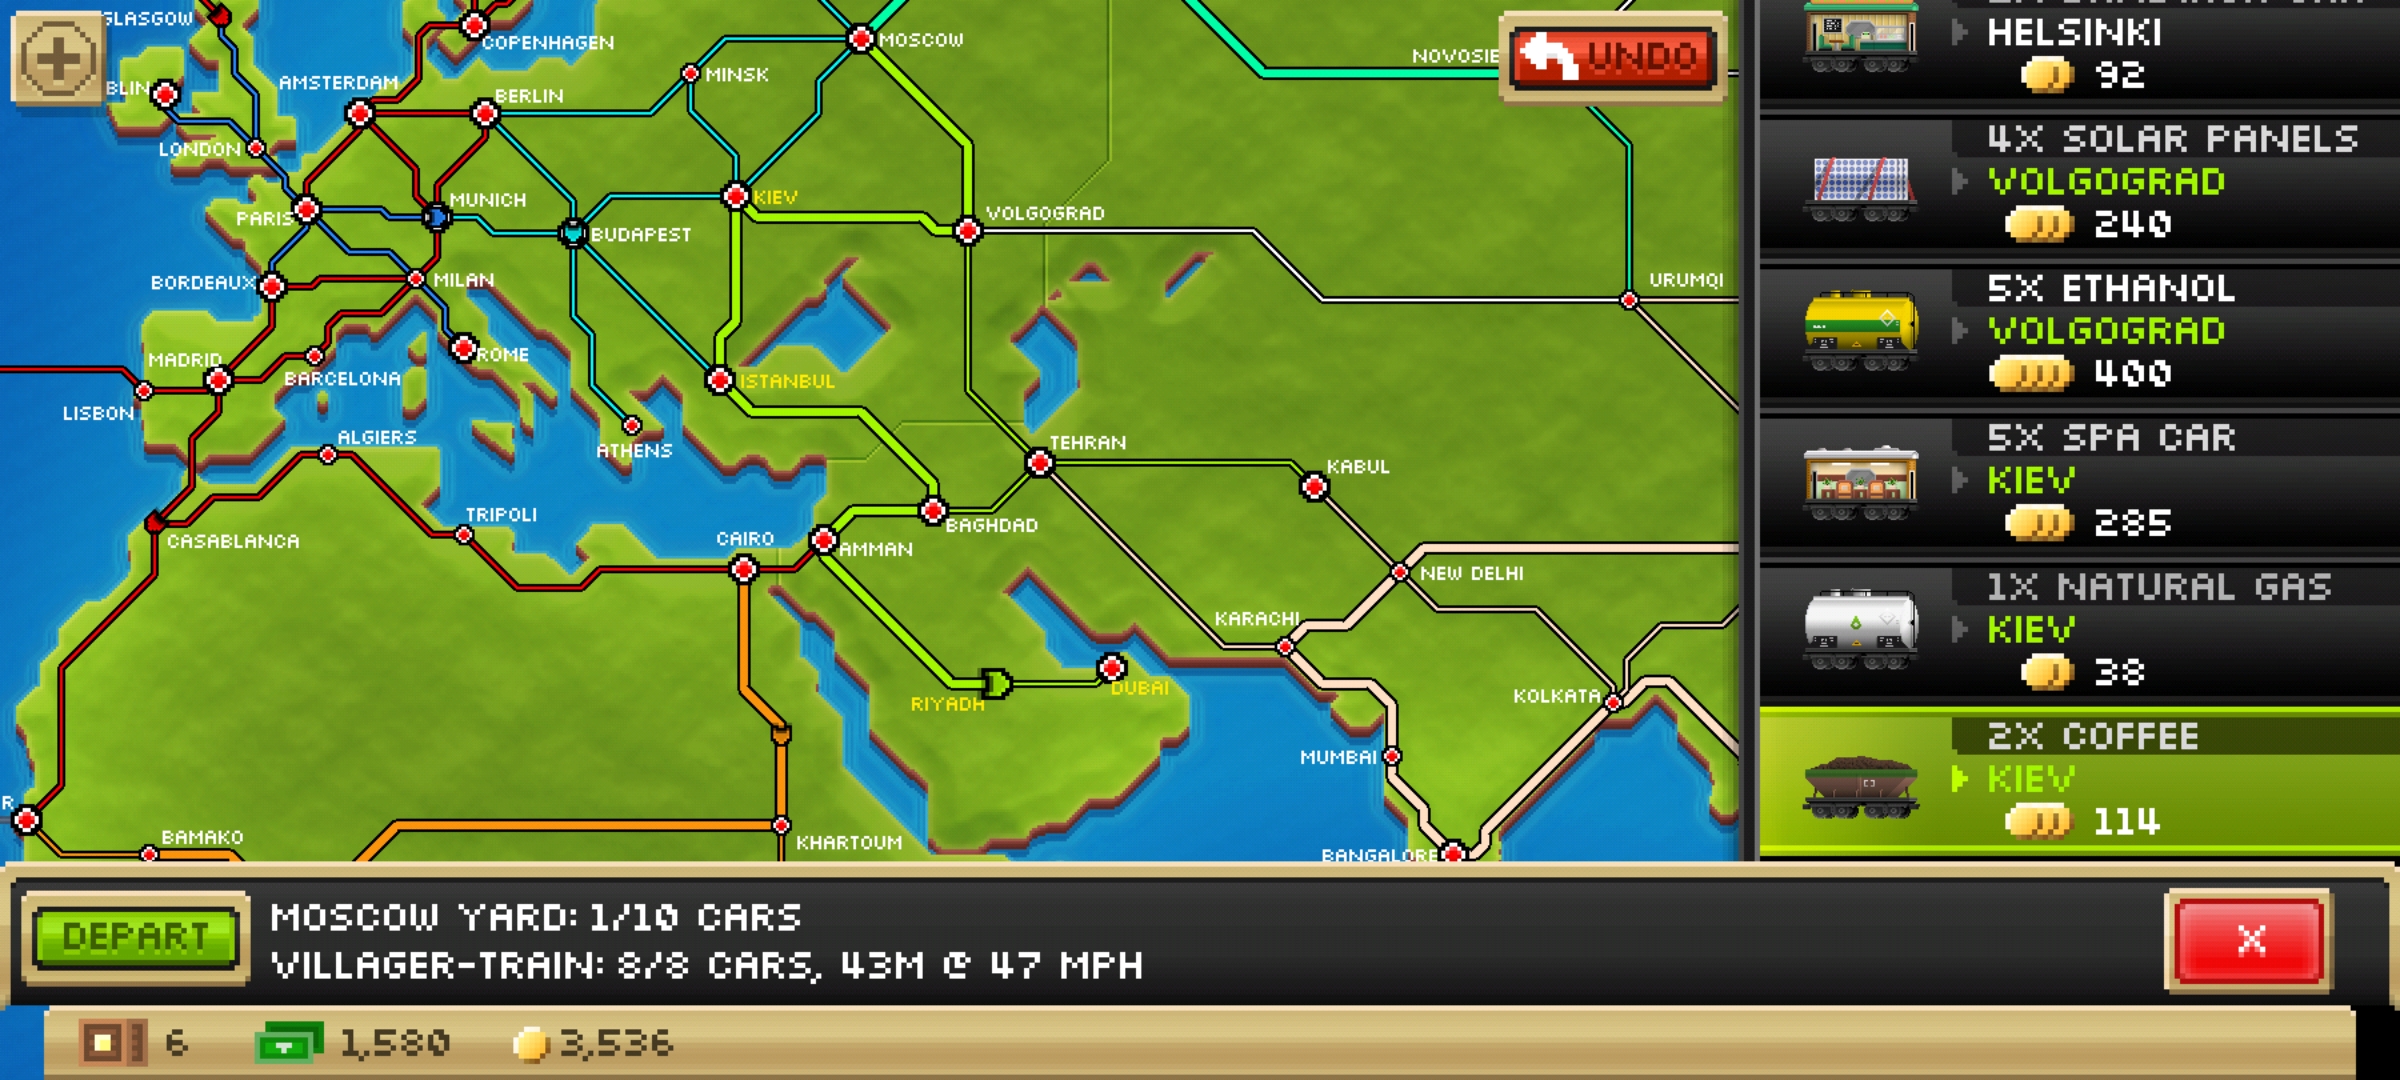 GLASGOW
COPENHAGEN
MOSCOW
NOVOSIE
UNDO
AMSTERDAM
MINSK
BLIN
BERLIN
LONDON
MUNICH
KIEV
PARIS
VOLGOGRAD
BUDAPEST
BORDEAUX
MILAN
URUMQI
MADRID
ROME
BARCELONA
ISTANBUL
LISBON
ALGIERS
ATHENS
TEHRAN
KABUL
TRIPOLI
CASABLANCA
CAIRO
BAGHDAD
AMMAN
NEW DELHI
KARACHI
RIYADH
DUBAI
KOLKATA
MUMBAI
R
BAMAKO
KHARTOUM
BANGALORE
HELSINKI
92
4X SOLAR PANELS
VOLGOGRAD
240
5X ETHANOL
VOLGOGRAD
400
5X SPA CAR
KIEV
285
1X NATURAL GAS
KIEV
38
2X COFFEE
KIEV
114
DEPART
MOSCOW YARD: 1/10 CARS
VILLAGER-TRAIN: 8/8 CARS, 43M @ 47 MPH
X
6
1,580
3,536